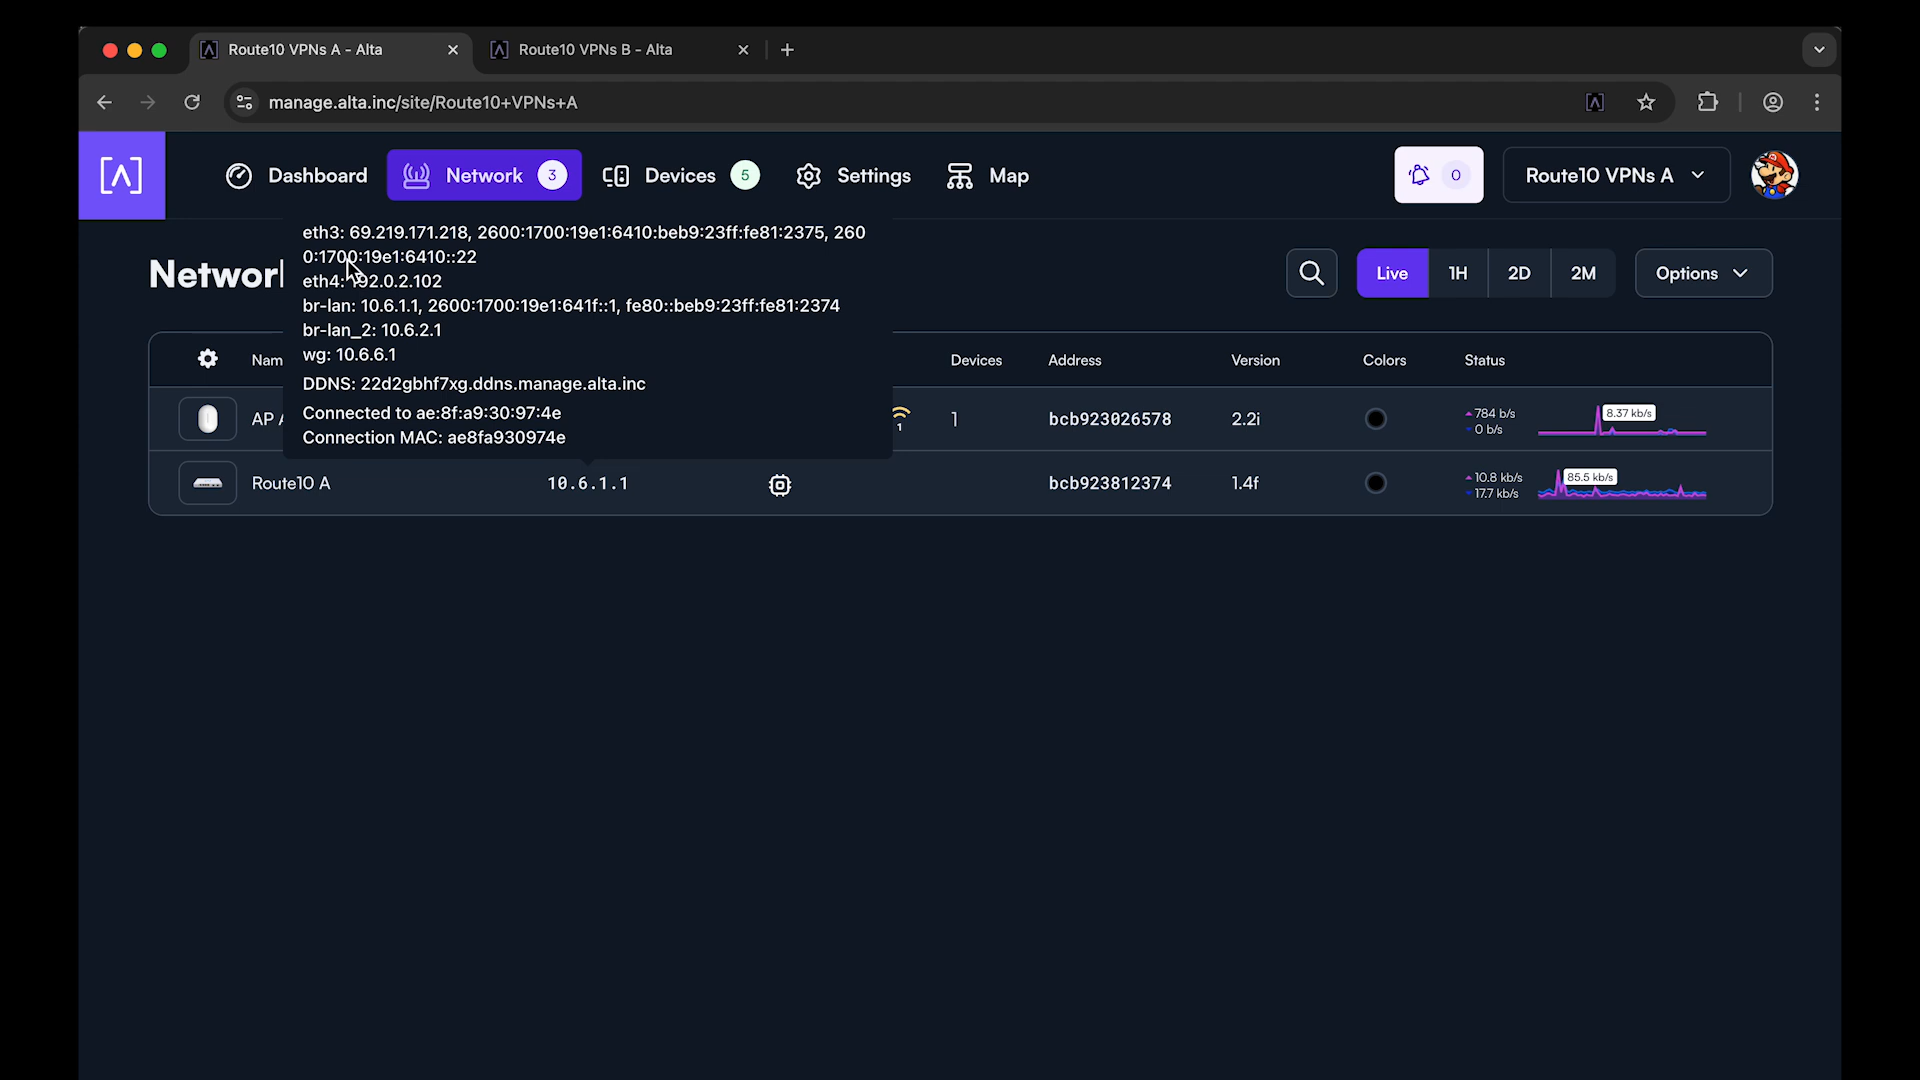 Route10 VPNs A - Alta
Route10 VPNs B - Alta
manage.alta.inc/site/Route10+VPNs+A
Dashboard
Network 3
Devices 5
Settings
Map
0
Route10 VPNs A
Networ
eth3: 69.219.171.218, 2600:1700:19e1:6410:beb9:23ff:fe81:2375, 260
0:1700:19e1:6410::22
eth4: 192.0.2.102
br-lan: 10.6.1.1, 2600:1700:19e1:641f::1, fe80::beb9:23ff:fe81:2374
br-lan_2: 10.6.2.1
wg: 10.6.6.1
DDNS: 22d2gbhf7xg.ddns.manage.alta.inc
Connected to ae:8f:a9:30:97:4e
Connection MAC: ae8fa930974e
Live 1H 2D 2M
Options
Nam Devices Address Version Colors Status
AP 1 1 bcb923026578 2.2i 784 b/s 8.37 kb/s
0 b/s
Route10 A 10.6.1.1 bcb923812374 1.4f 10.8 kb/s 85.5 kb/s
17.7 kb/s